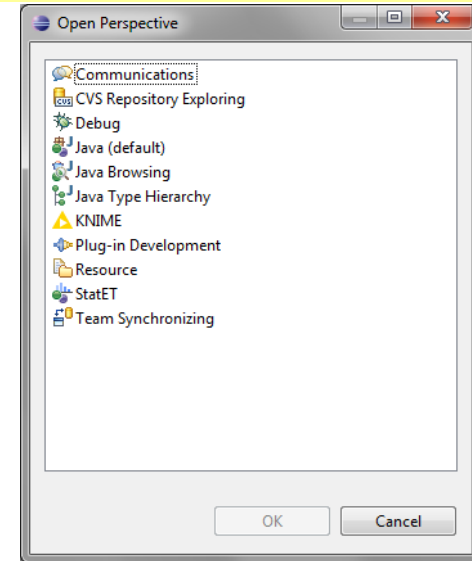 Open Perspective
Communications
CVS CVS Repository Exploring
Debug
Java (default)
Java Browsing
Java Type Hierarchy
KNIME
Plug-in Development
Resource
StatET
Team Synchronizing
OK Cancel